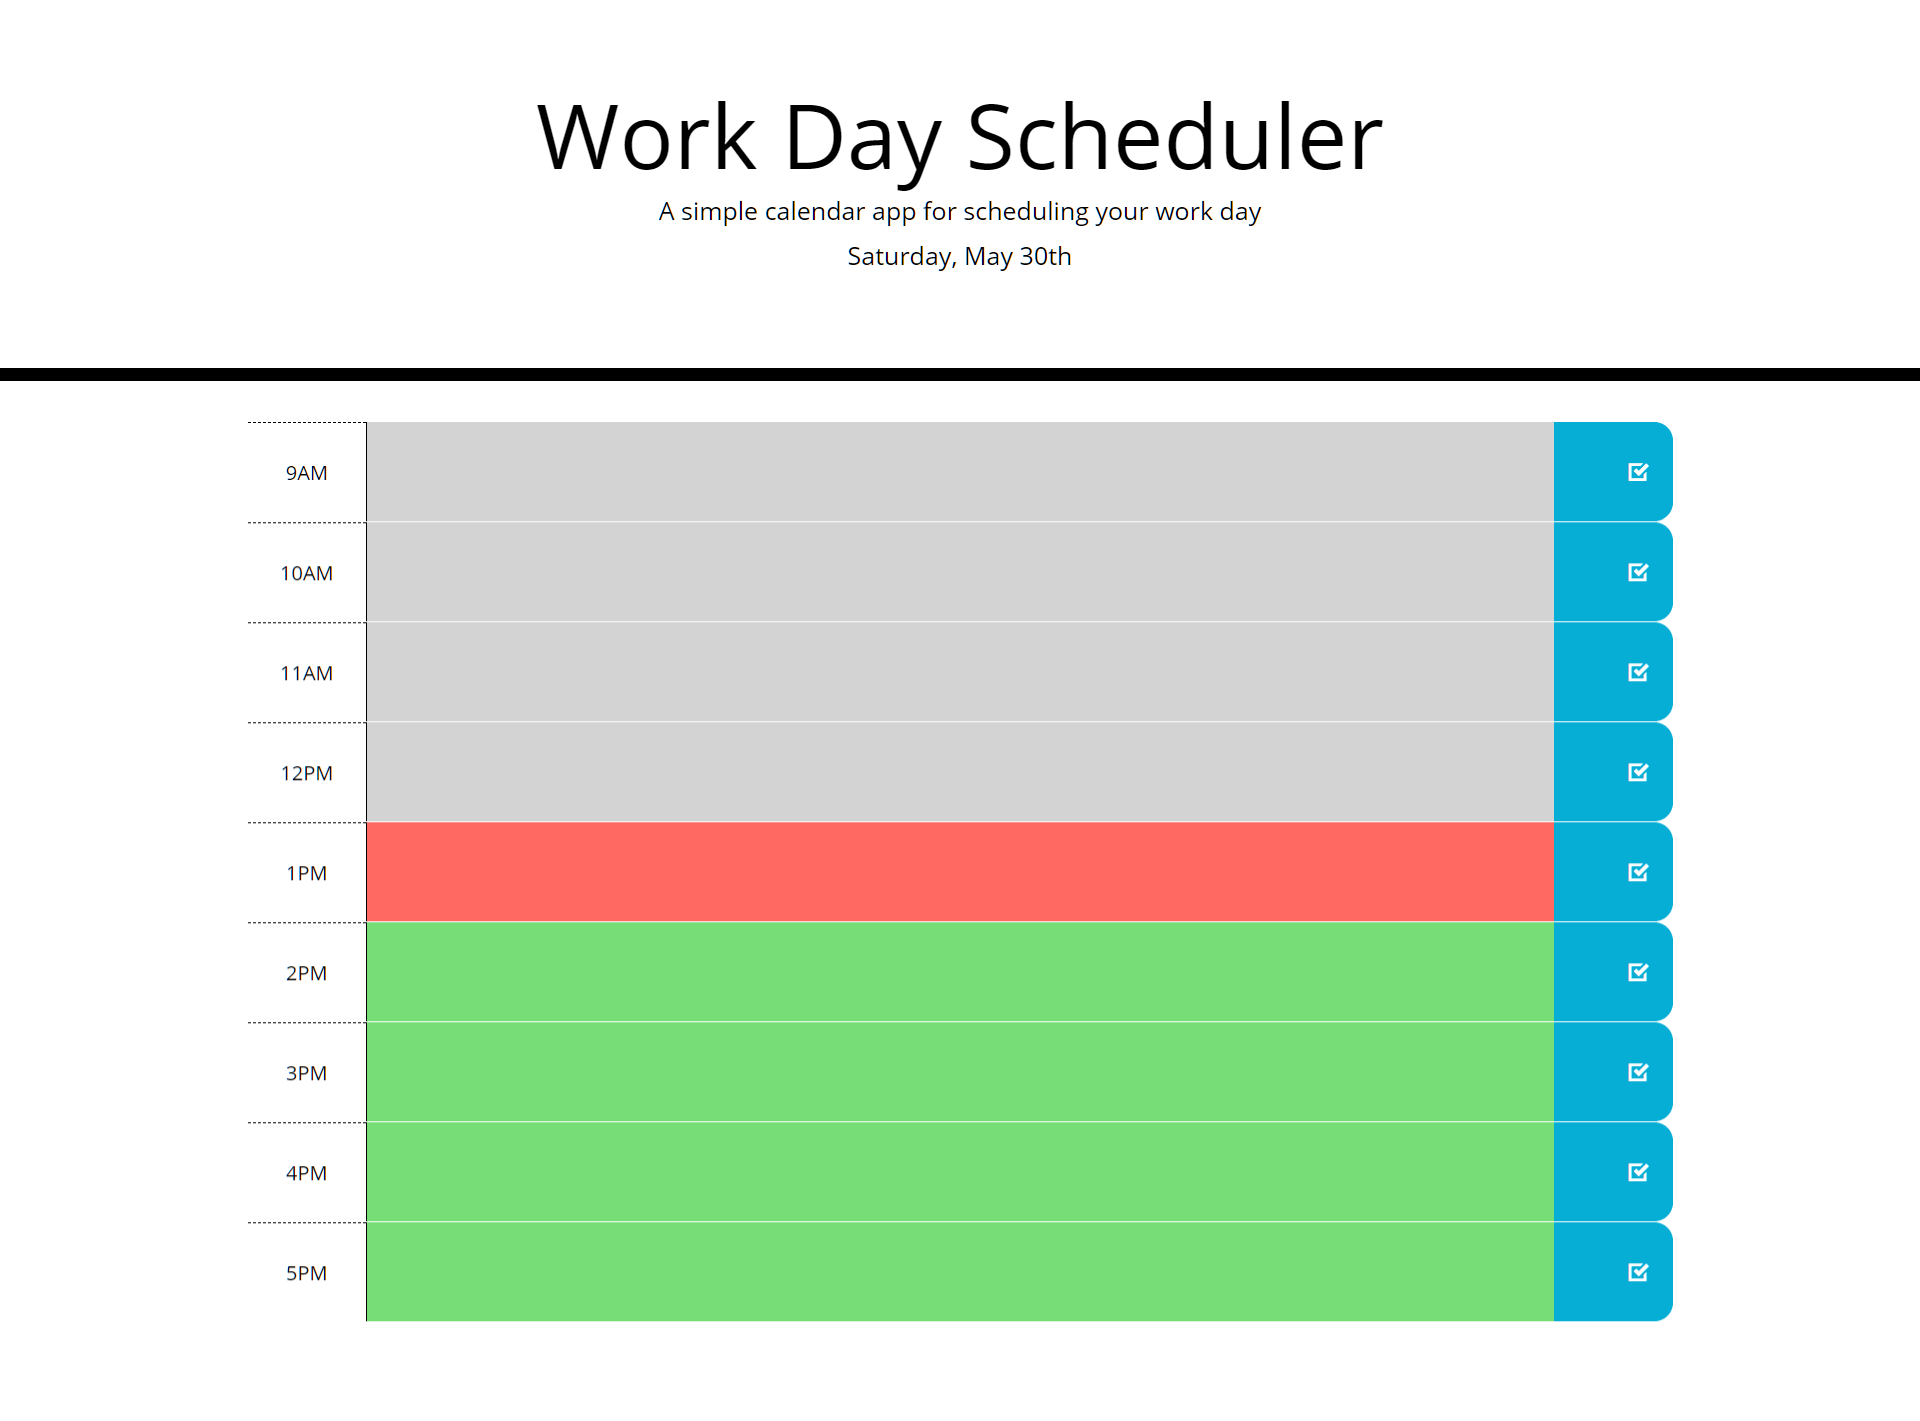 Work Day Scheduler
A simple calendar app for scheduling your work day
Saturday, May 30th
9AM
10AM
11AM
12PM
1PM
2PM
3PM
4PM
5PM